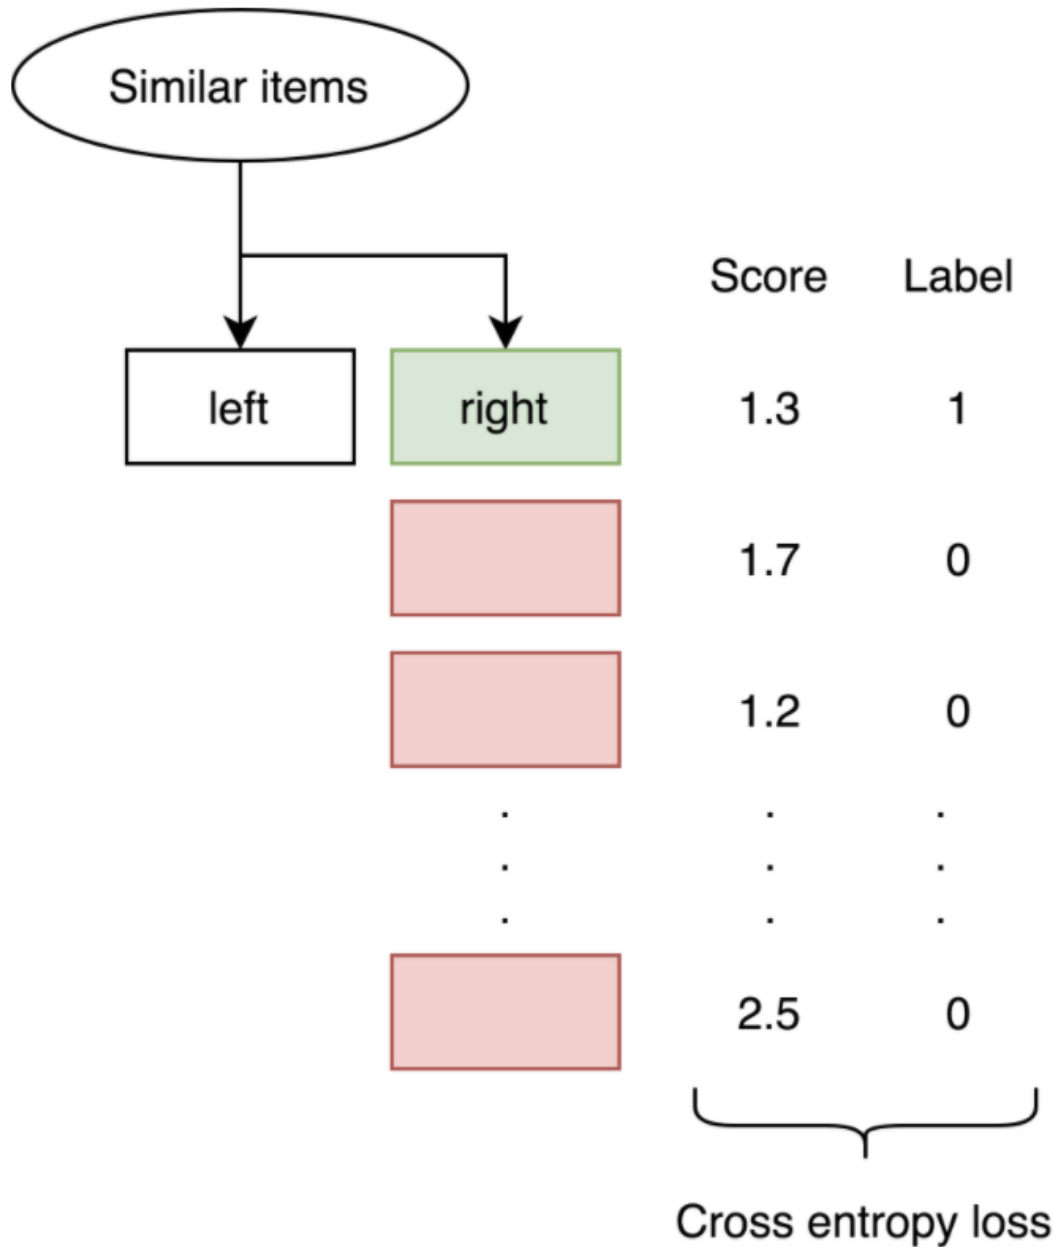 Similar items
Score Label
left right 1.3 1
1.7 0
1.2 0
. . .
. . .
. . .
2.5 0
Cross entropy loss